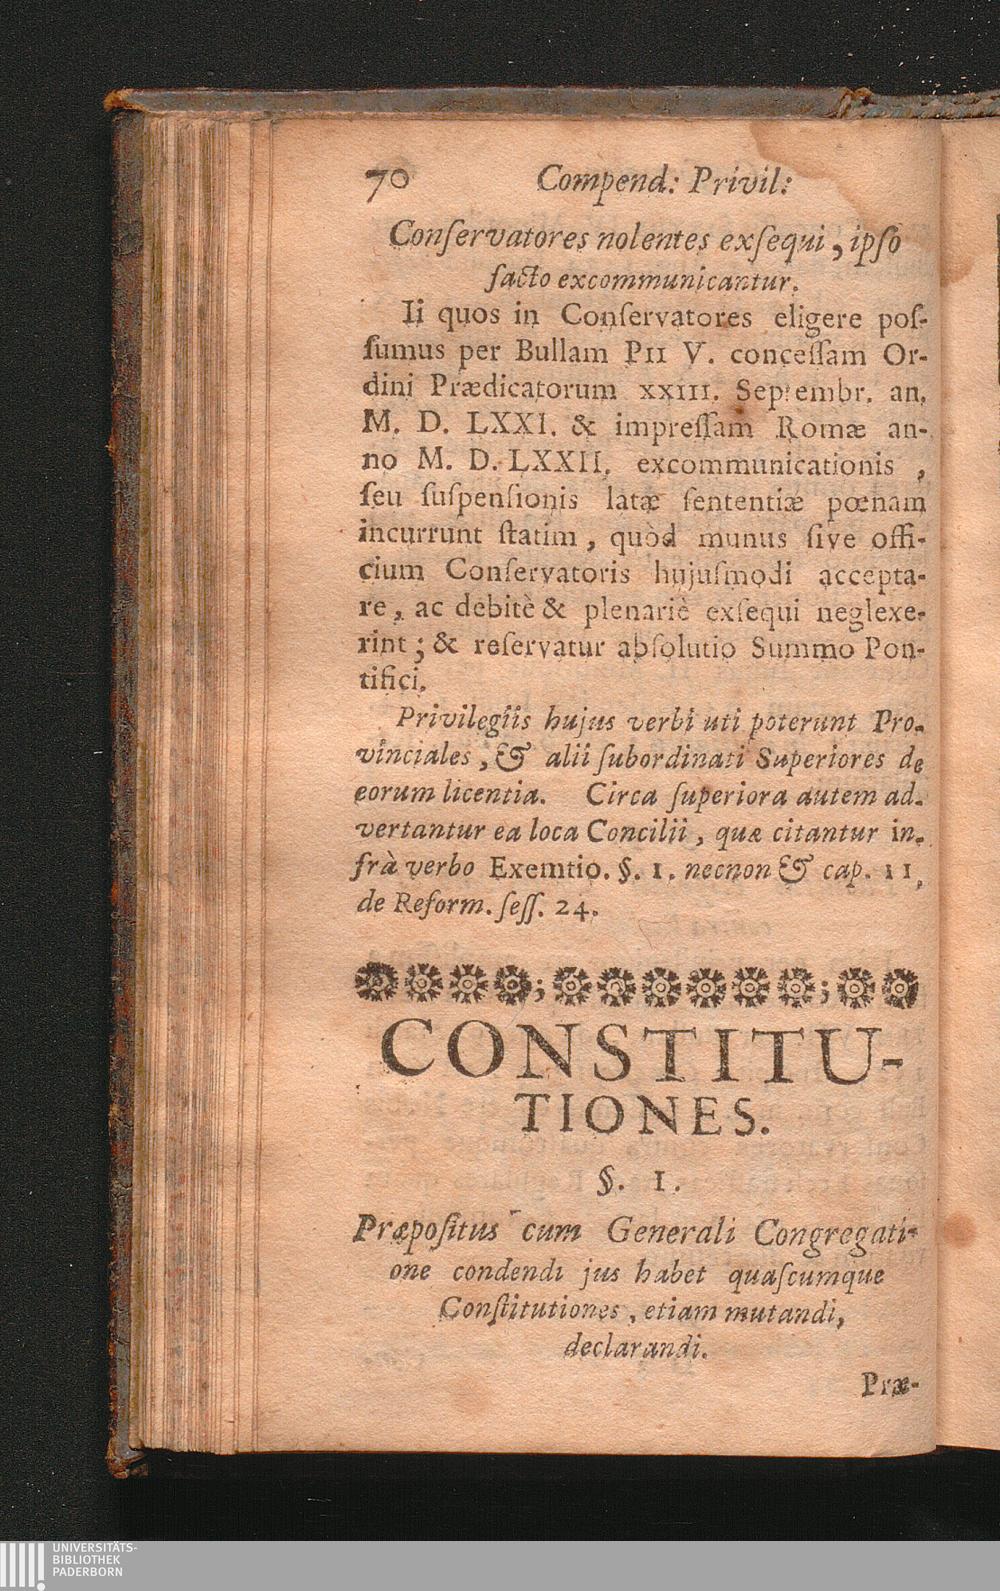 70 Compend: Privil:
Conſervatores nolentes exſequi, ipſo
facto excommunicantur.
Ii quos in Conſervatores eligere poſ-
ſumus per Bullam PII V. conceſſam Or-
dini Prædicatorum XXIII. Septembr. an.
M. D. LXXI. & impreſſam Romæ an-
no M. D. LXXII. excommunicationis,
ſeu ſuſpenſionis latæ ſententiæ pœnam
incurrunt ſtatim, quòd munus ſive offi-
cium Conſervatoris hujuſmodi accepta-
re, ac debitè & plenariè exſequi neglexe-
rint; & reſervatur abſolutio Summo Pon-
tifici.
Privilegiis hujus verbi uti poterunt Pro-
vinciales, & alii ſubordinati Superiores de
eorum licentia. Circa ſuperiora autem ad-
vertantur ea loca Concilii, quæ citantur in-
frà verbo Exemtio. §. 1. necnon & cap. 11,
de Reform. ſeſſ. 24.
CONSTITU-
TIONES.
§. I.
Præpoſitus cum Generali Congregati-
one condendi jus habet quaſcumque
Conſtitutiones, etiam mutandi,
declarandi.
Præ-
UNIVERSITÄTS-
BIBLIOTHEK
PADERBORN